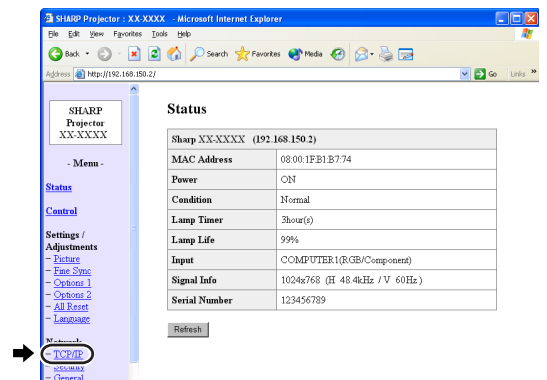 SHARP Projector : XX-XXXX - Microsoft Internet Explorer
File Edit View Favorites Tools Help
Back Search Favorites Media
Address http://192.168.150.2/ Go Links »
SHARP
Projector
XX-XXXX
- Menu -
Status
Control
Settings /
Adjustments
– Picture
– Fine Sync
– Options 1
– Options 2
– All Reset
– Language
Network
– TCP/IP
– Security
– General
Status
Sharp XX-XXXX (192.168.150.2)
MAC Address 08:00:1F:B1:B7:74
Power ON
Condition Normal
Lamp Timer 3hour(s)
Lamp Life 99%
Input COMPUTER1(RGB/Component)
Signal Info 1024x768 (H 48.4kHz / V 60Hz)
Serial Number 123456789
Refresh